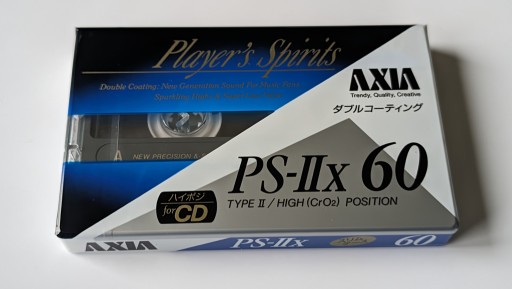 Player's Spirits
Double Coating: New Generation Sound for Music Fans
AXIA
Trendy, Quality, Creative
ダブルコーティング
A NEW PRECISION &
PS-IIx 60
TYPE II / HIGH (CrO2) POSITION
ハイポジ
for CD
AXIA PS-IIx 60